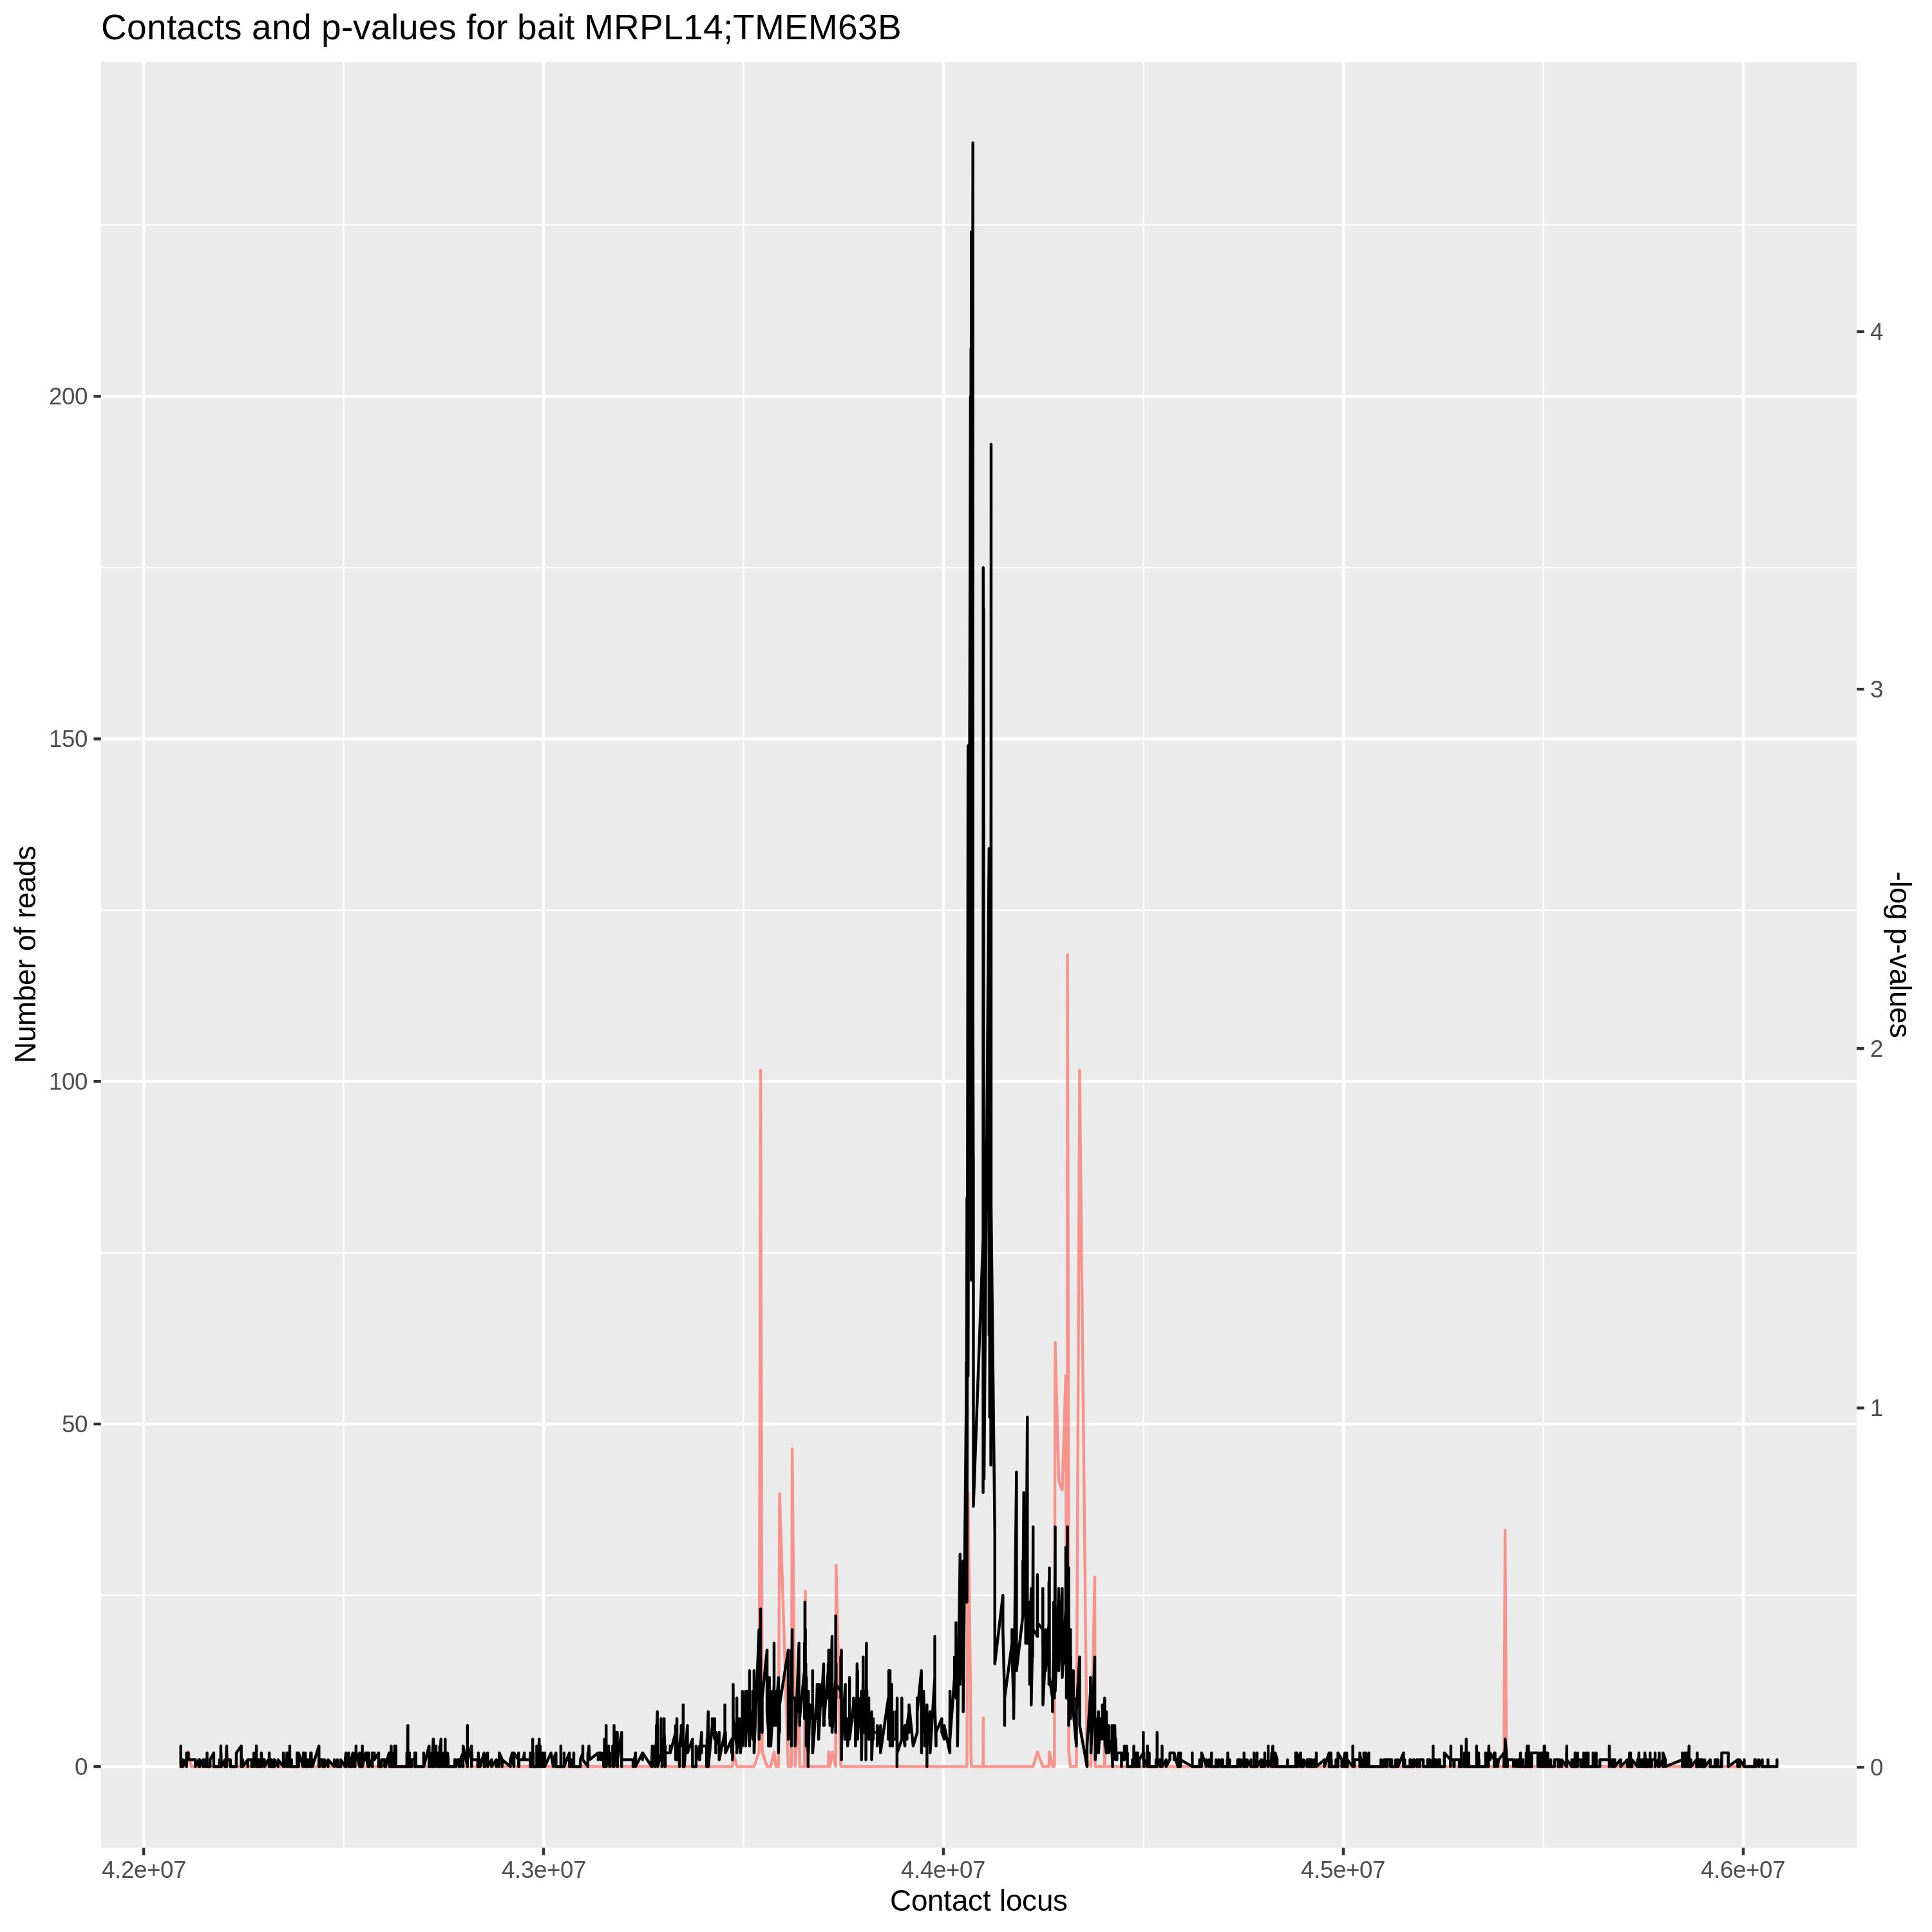 Contacts and p-values for bait MRPL14;TMEM63B
200
150
100
50
0
Number of reads
4
3
2
1
0
-log p-values
4.2e+07 4.3e+07 4.4e+07 4.5e+07 4.6e+07
Contact locus